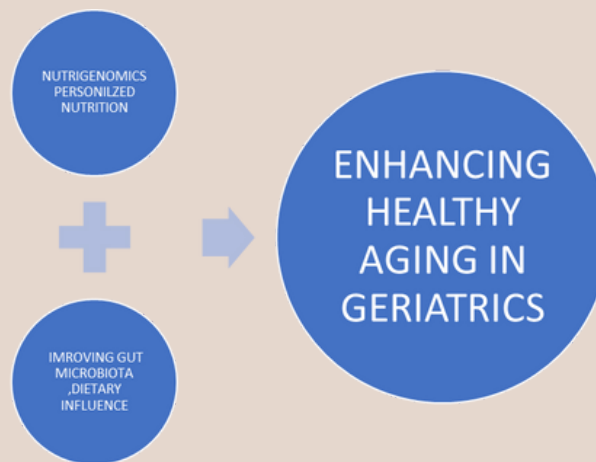 NUTRIGENOMICS
PERSONILZED
NUTRITION
IMROVING GUT
MICROBIOTA
,DIETARY
INFLUENCE
ENHANCING
HEALTHY
AGING IN
GERIATRICS